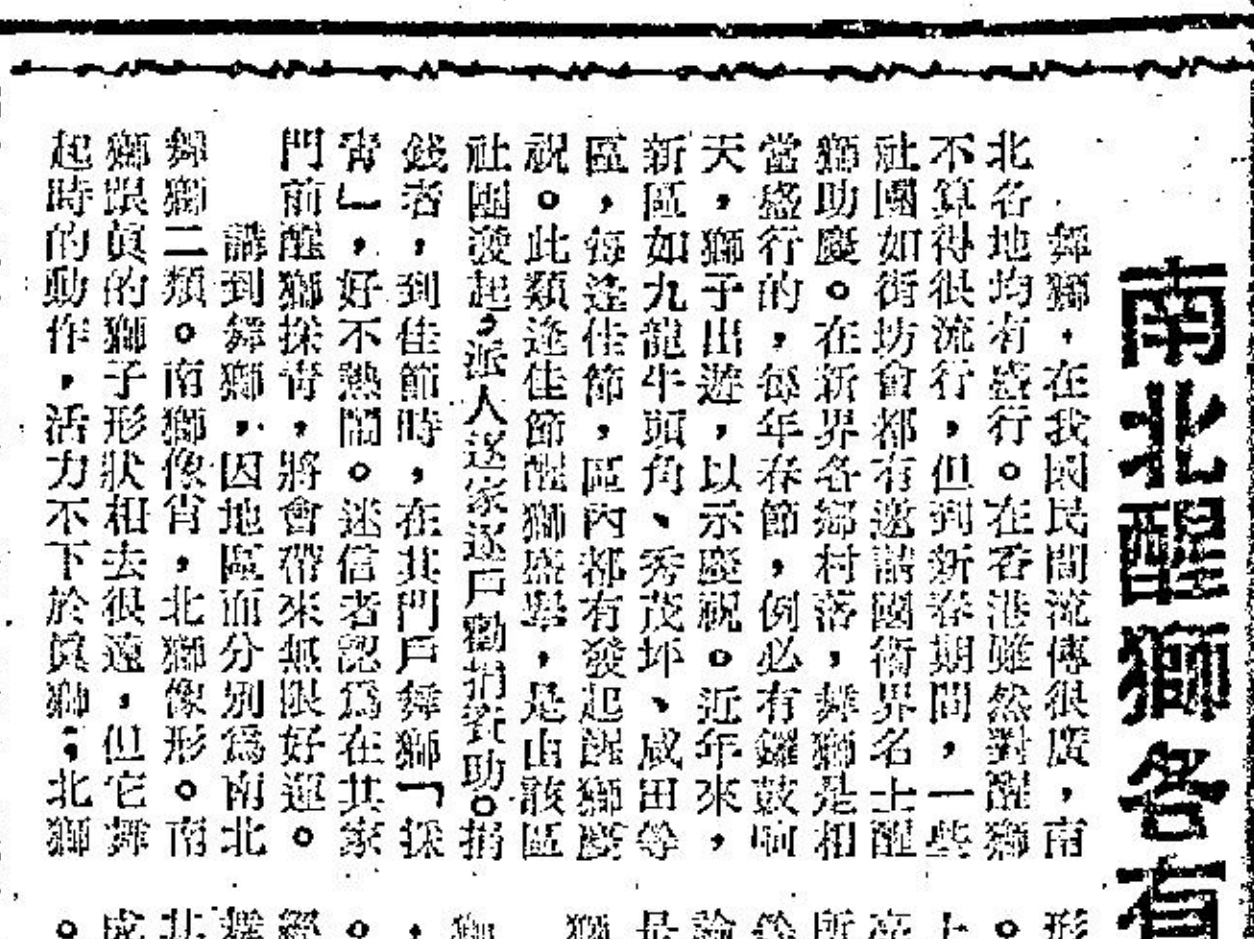 南北醒獅名有
舞獅，在我國民間流傳很廣，南
北各地均有盛行。在香港雖然對醒獅
不算得很流行，但到新春期間，一些
社團如街坊會都有邀請國術界名士醒
獅助慶。在新界各鄉村落，舞獅是相
當盛行的，每年春節，例必有鑼鼓响
天，獅子出遊，以示慶祝。近年來，
新區如九龍牛頭角、秀茂坪、咸田等
區，每逢佳節，區內都有發起醒獅慶
祝。此類逢佳節醒獅盛舉，是由該區
社團發起，派人逐家逐戶勸捐資助。捐
錢者，到佳節時，在其門戶舞獅「採
青」，好不熱鬧。迷信者認爲在其家
門前醒獅採青，將會帶來無限好運。
講到舞獅，因地區而分別爲南北
舞獅二類。南獅像肖，北獅像形。南
獅跟眞的獅子形狀相去很遠，但它舞
起時的動作，活力不下於眞獅；北獅